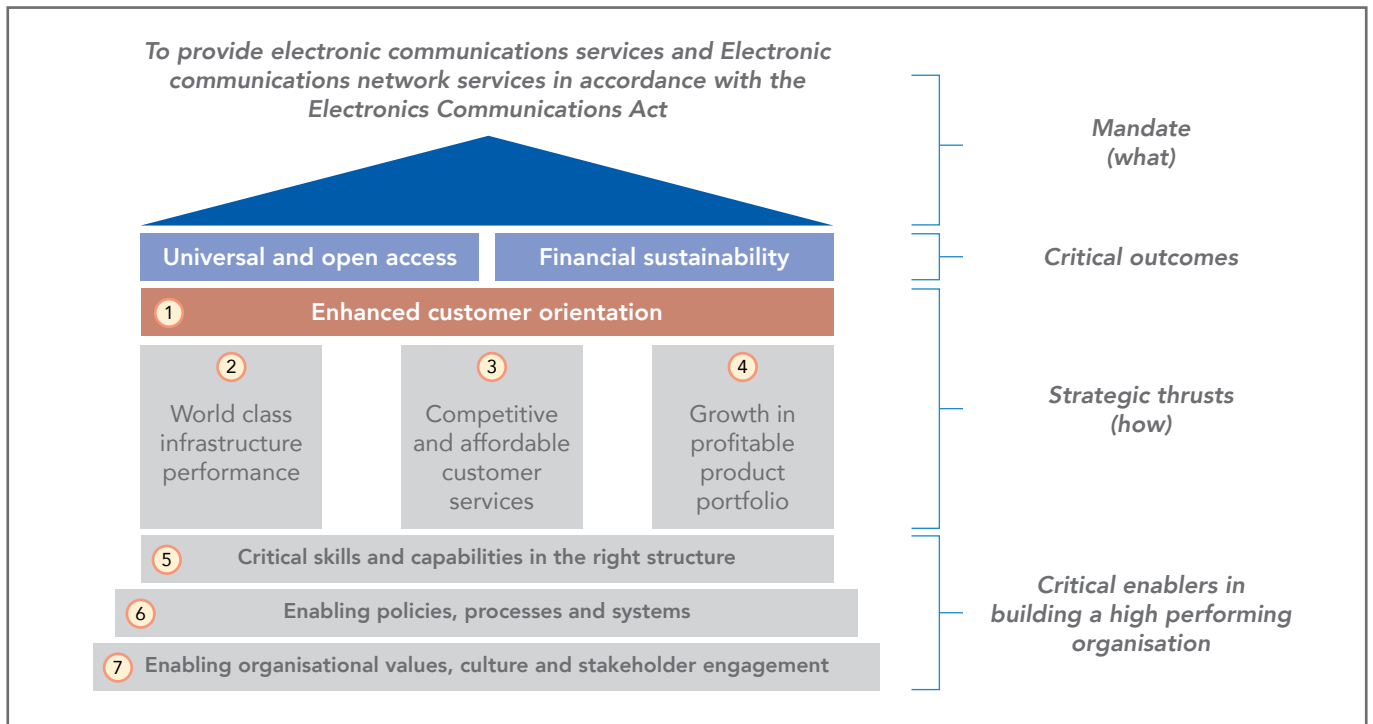 To provide electronic communications services and Electronic
communications network services in accordance with the
Electronics Communications Act
Mandate
(what)
Universal and open access
Financial sustainability
Critical outcomes
1
Enhanced customer orientation
2
World class
infrastructure
performance
3
Competitive
and affordable
customer
services
4
Growth in
profitable
product
portfolio
Strategic thrusts
(how)
5
Critical skills and capabilities in the right structure
6
Enabling policies, processes and systems
7
Enabling organisational values, culture and stakeholder engagement
Critical enablers in
building a high performing
organisation